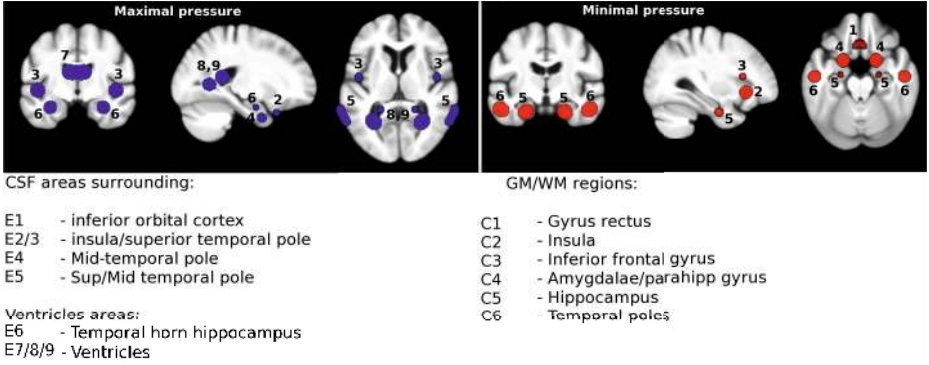 Maximal pressure
7
3
3
6
6
8,9
6
2
4
3
3
5
5
8,9
Minimal pressure
6
5
5
6
3
2
5
1
4
4
6
5
5
6
CSF areas surrounding:
E1 - inferior orbital cortex
E2/3 - insula/superior temporal pole
E4 - Mid-temporal pole
E5 - Sup/Mid temporal pole
Ventricles areas:
E6 - Temporal horn hippocampus
E7/8/9 - Ventricles
GM/WM regions:
C1 - Gyrus rectus
C2 - Insula
C3 - Inferior frontal gyrus
C4 - Amygdalae/parahipp gyrus
C5 - Hippocampus
C6 - Temporal poles